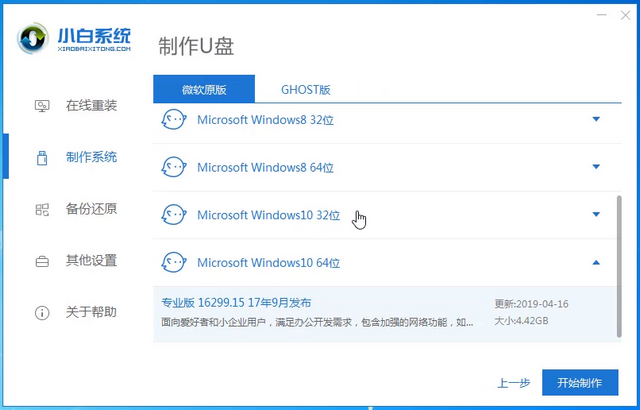 小白系统
XIAOBAIXITONG.COM
制作U盘
微软原版
GHOST版
在线重装
制作系统
备份还原
其他设置
关于帮助
Microsoft Windows8 32位
Microsoft Windows8 64位
Microsoft Windows10 32位
Microsoft Windows10 64位
专业版 16299.15 17年9月发布
更新:2019-04-16
面向爱好者和小企业用户，满足办公开发需求，包含加强的网络功能，如...
大小:4.42GB
上一步
开始制作